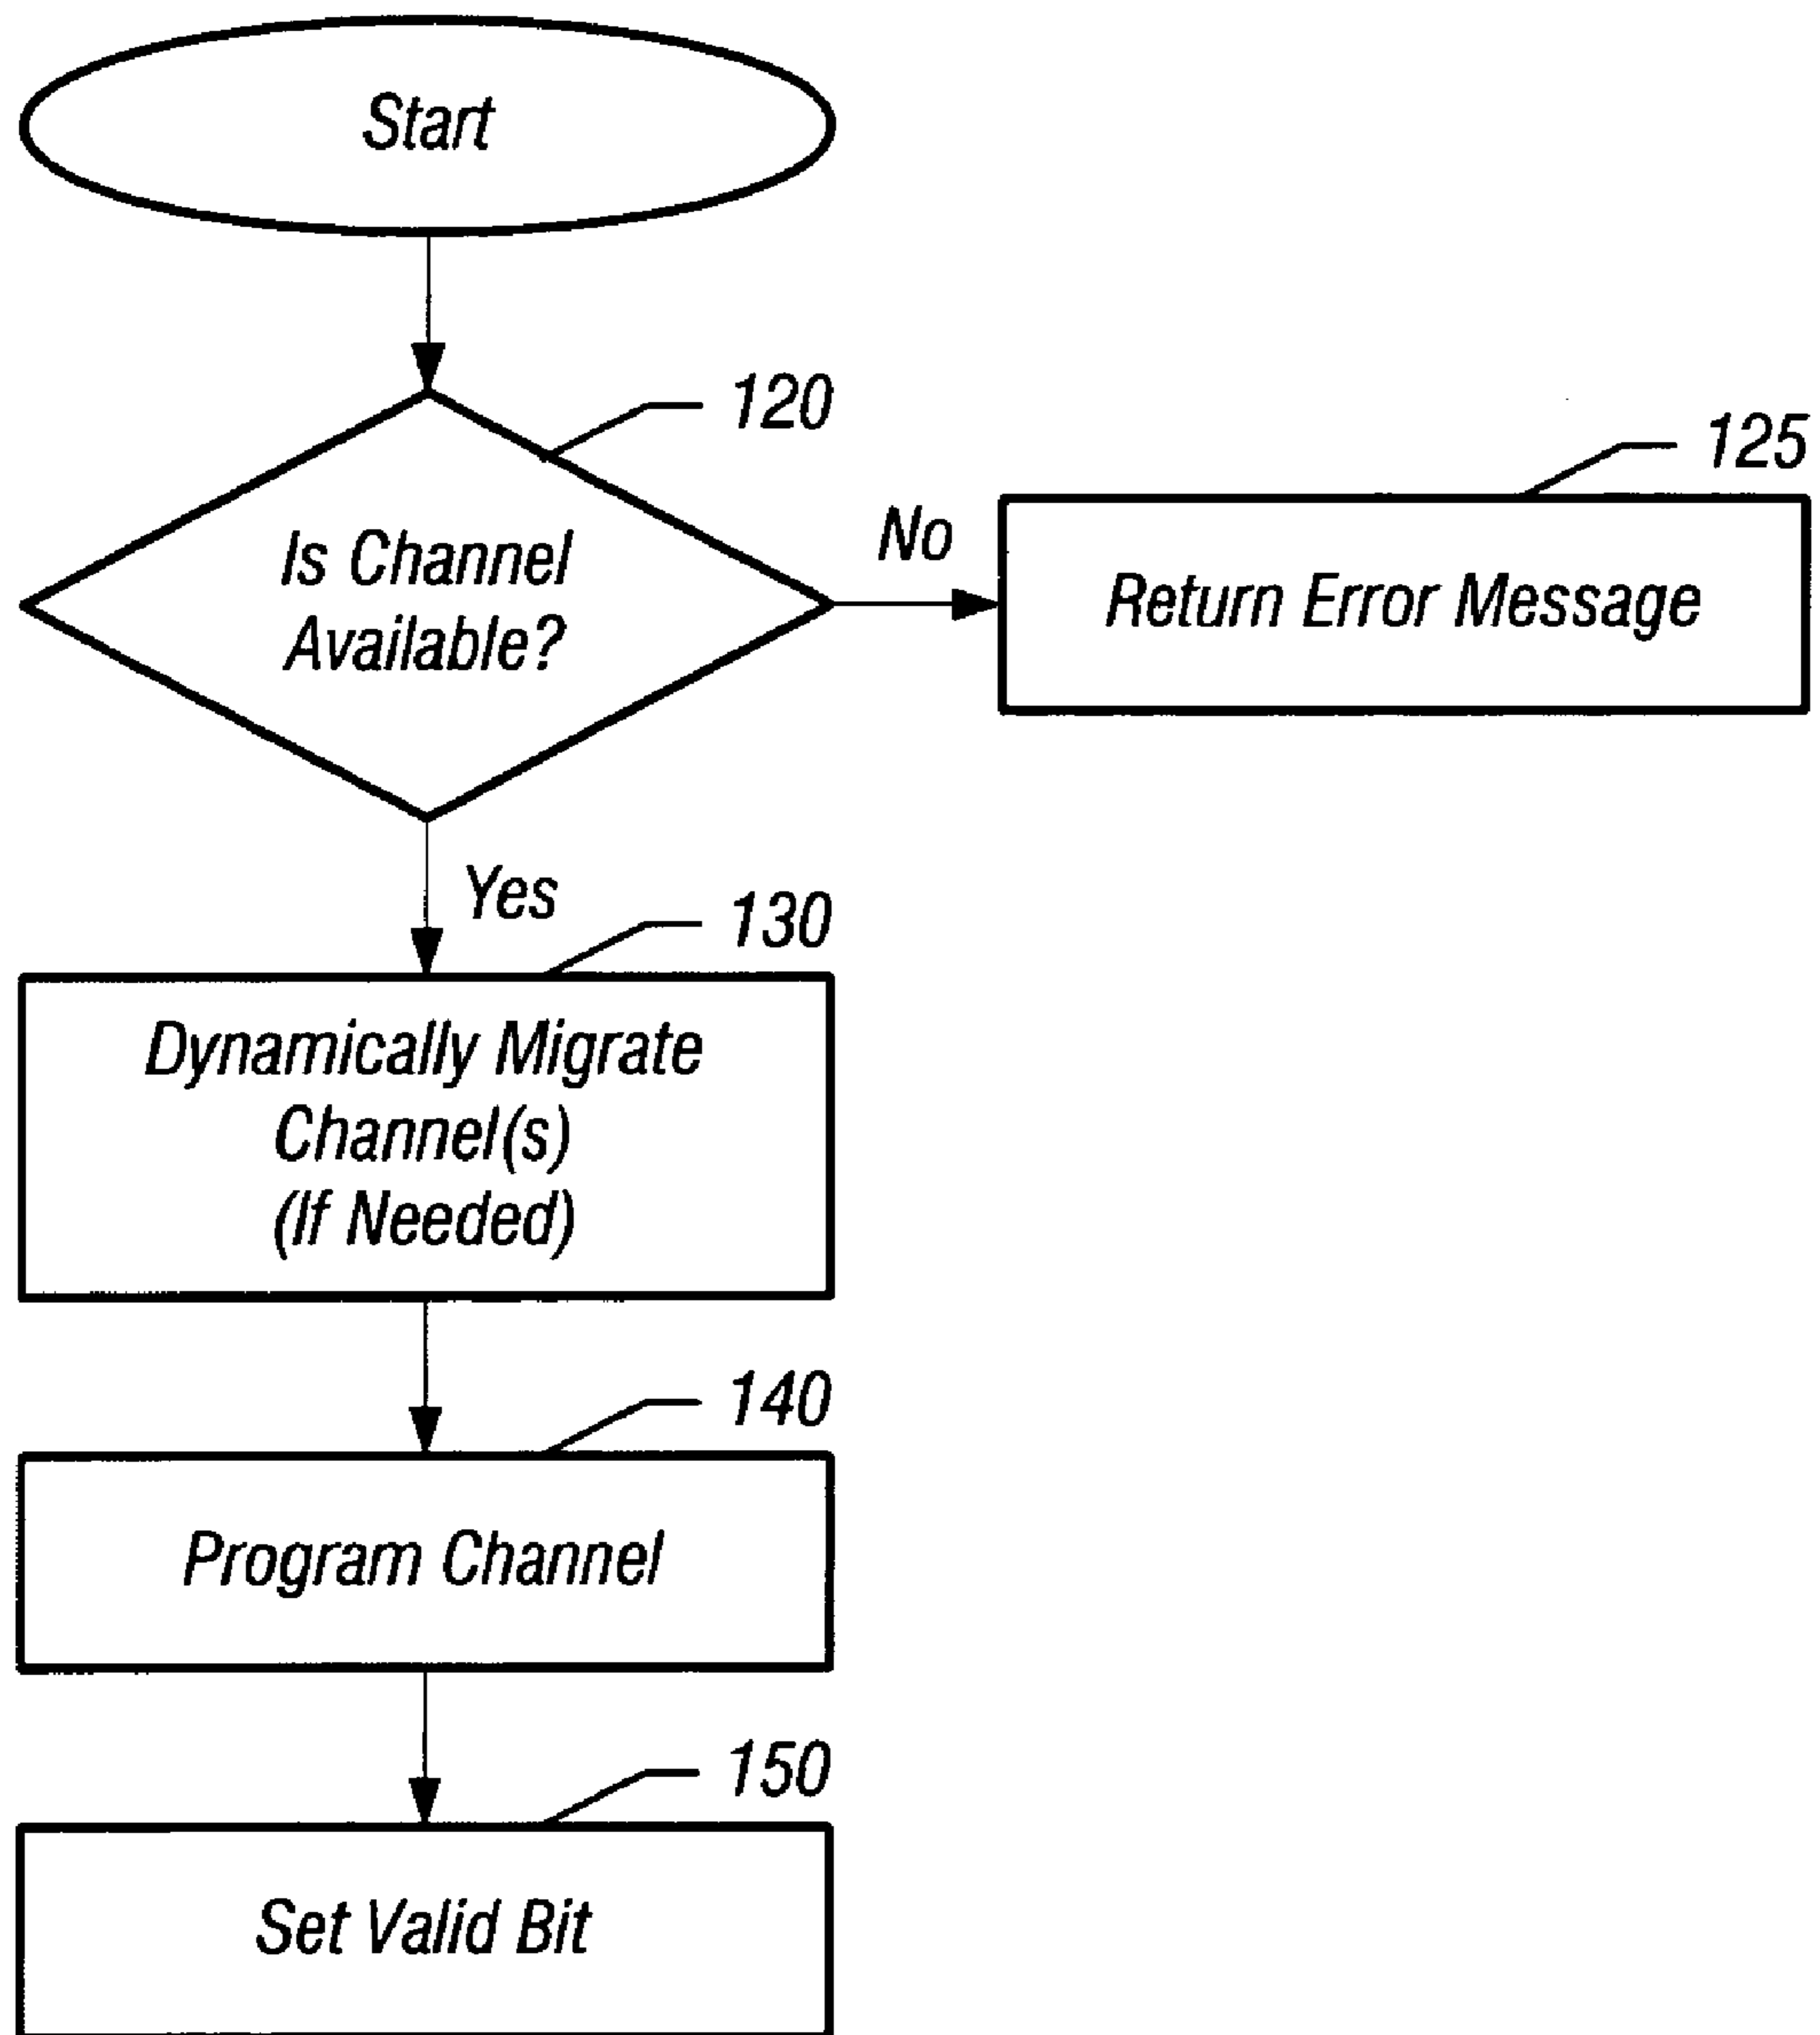 Start
120
Is Channel
Available?
No
125
Return Error Message
Yes
130
Dynamically Migrate
Channel(s)
(If Needed)
140
Program Channel
150
Set Valid Bit